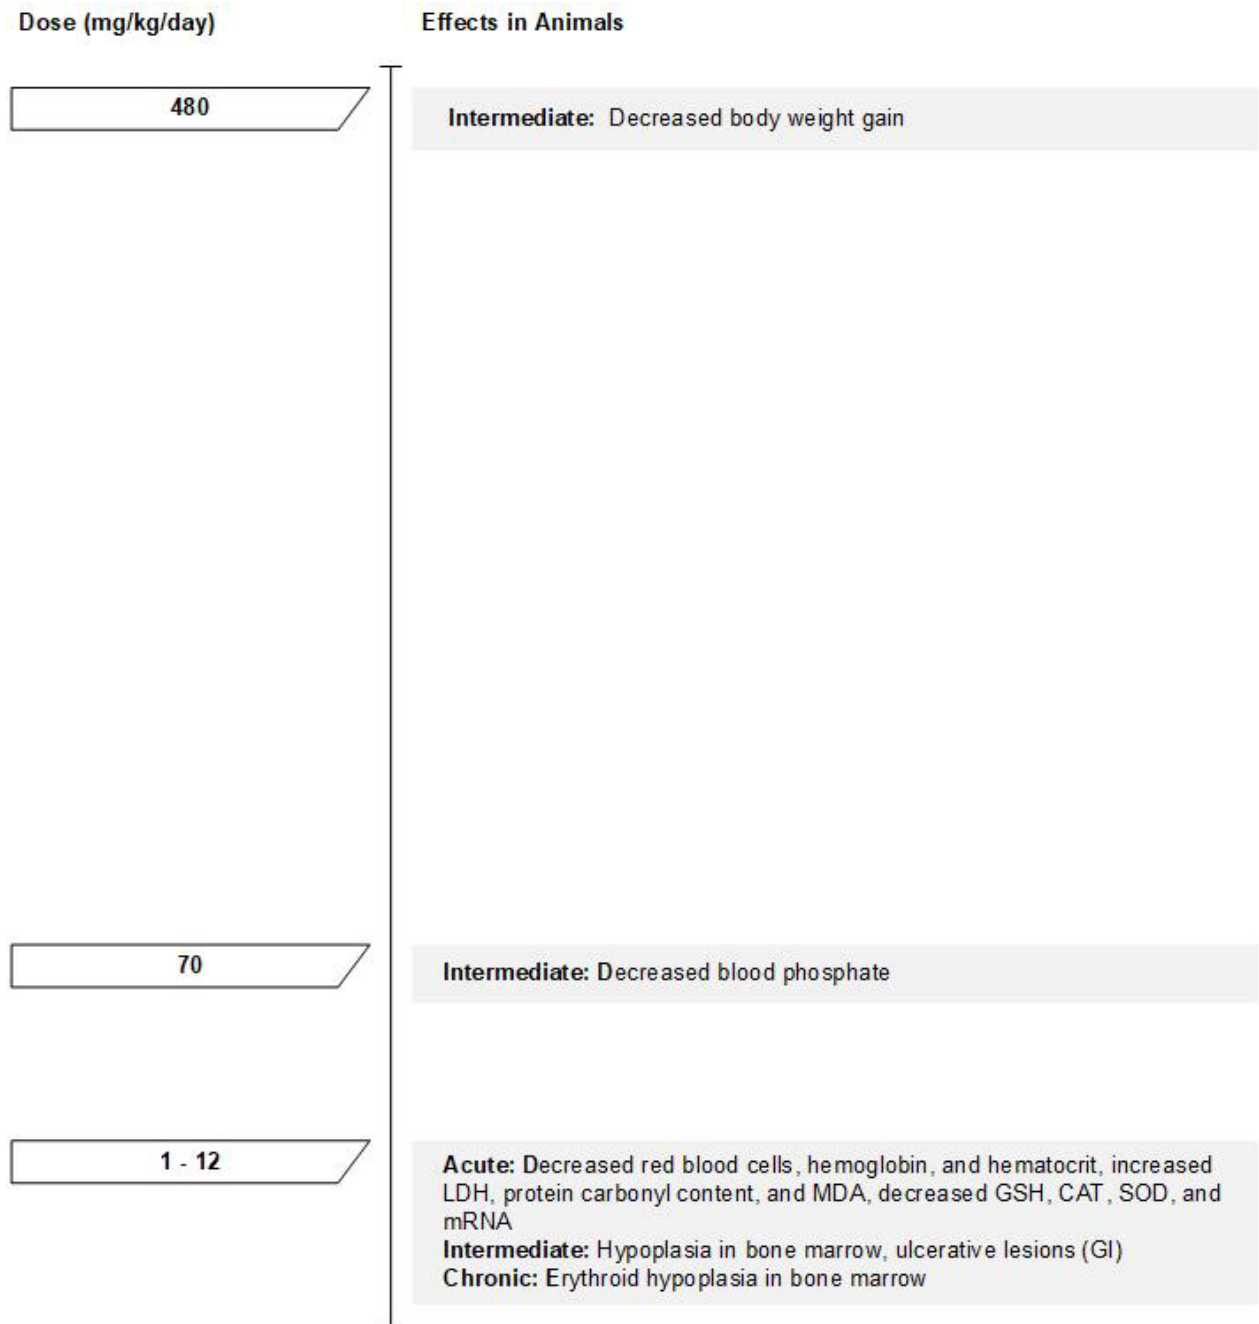 Dose (mg/kg/day) Effects in Animals
480
Intermediate: Decreased body weight gain
70
Intermediate: Decreased blood phosphate
1 - 12
Acute: Decreased red blood cells, hemoglobin, and hematocrit, increased
LDH, protein carbonyl content, and MDA, decreased GSH, CAT, SOD, and
mRNA
Intermediate: Hypoplasia in bone marrow, ulcerative lesions (GI)
Chronic: Erythroid hypoplasia in bone marrow